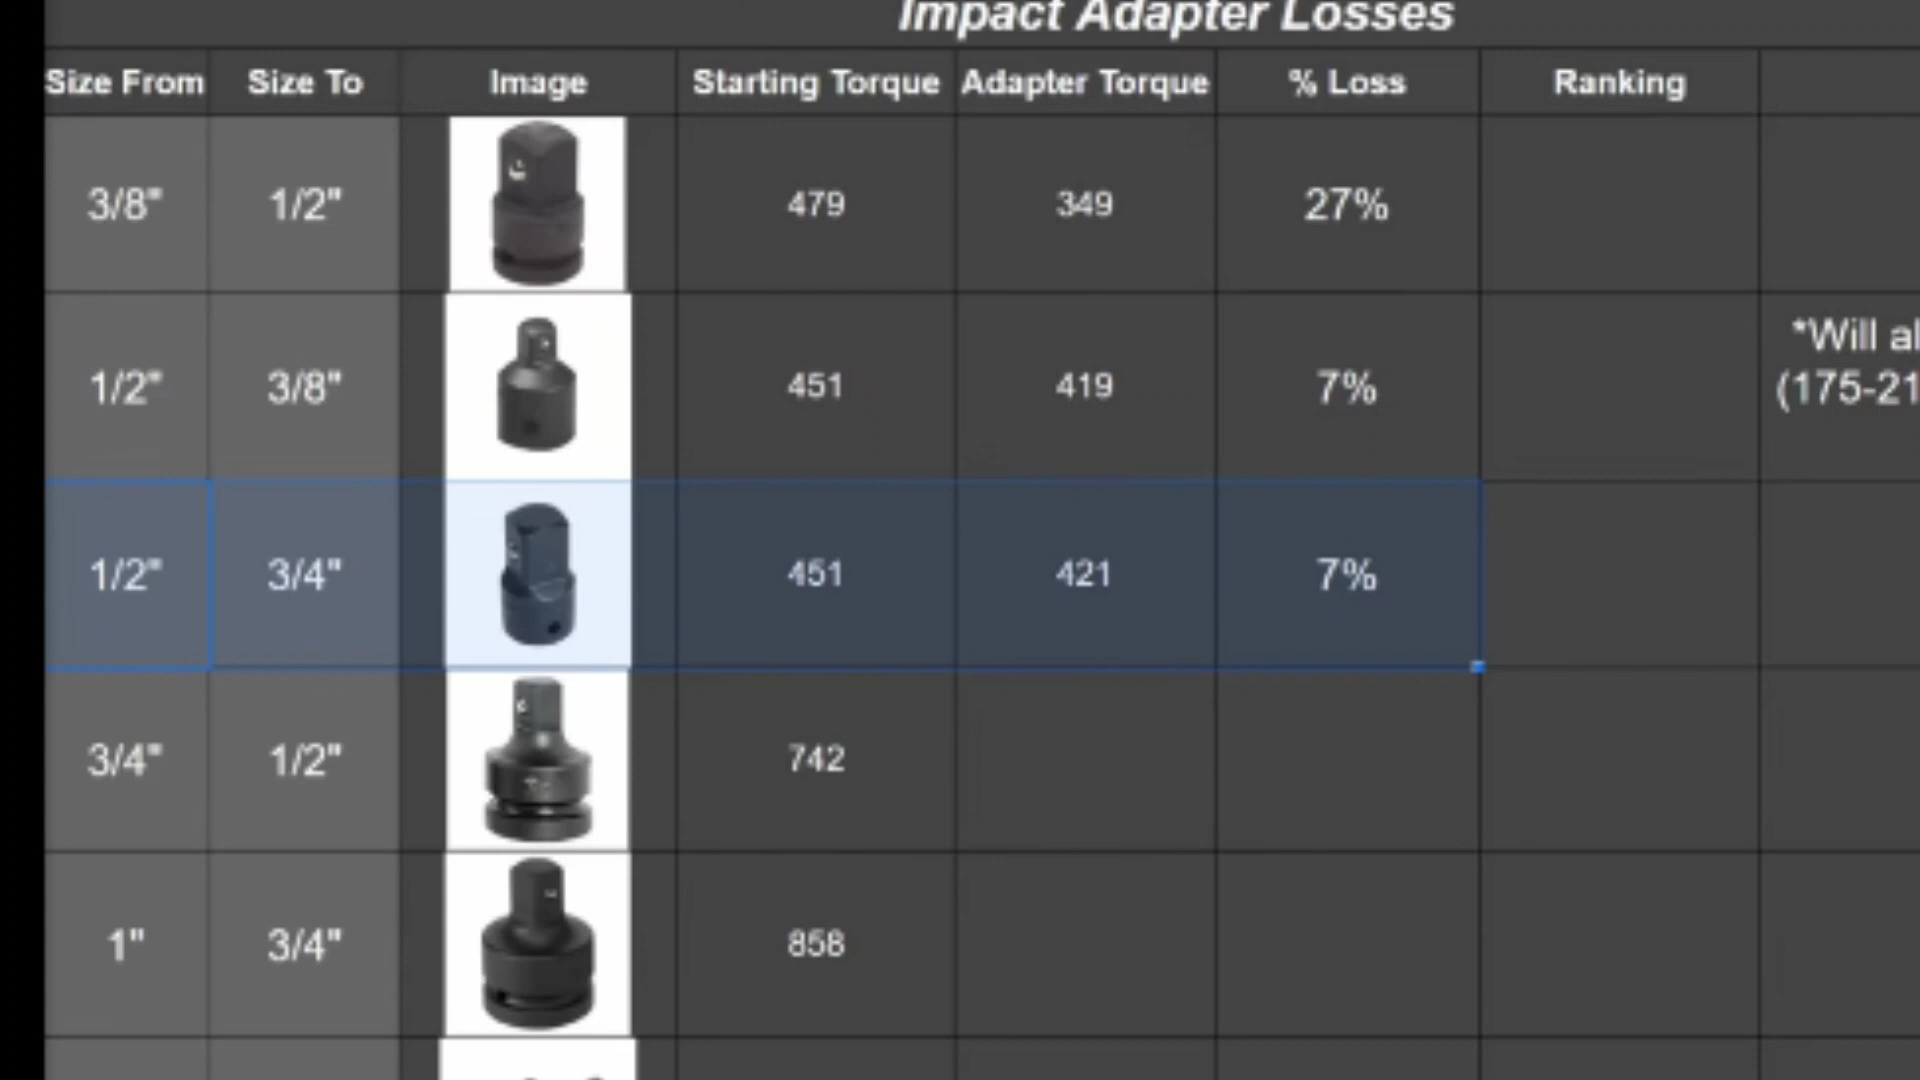 Impact Adapter Losses
Size From Size To Image Starting Torque Adapter Torque % Loss Ranking
3/8" 1/2" 479 349 27%
*Will al
1/2" 3/8" 451 419 7% (175-21
1/2" 3/4" 451 421 7%
3/4" 1/2" 742
1" 3/4" 858